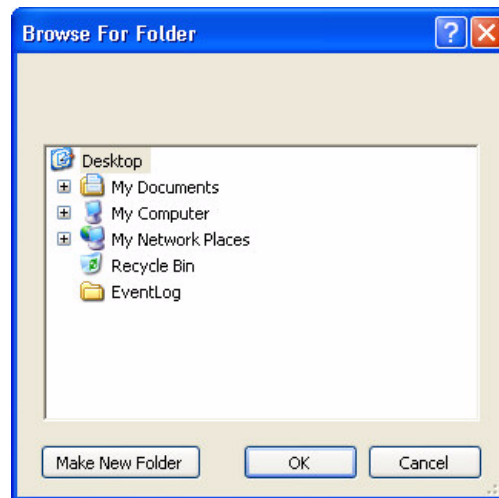 Browse For Folder
Desktop
My Documents
My Computer
My Network Places
Recycle Bin
EventLog
Make New Folder
OK
Cancel